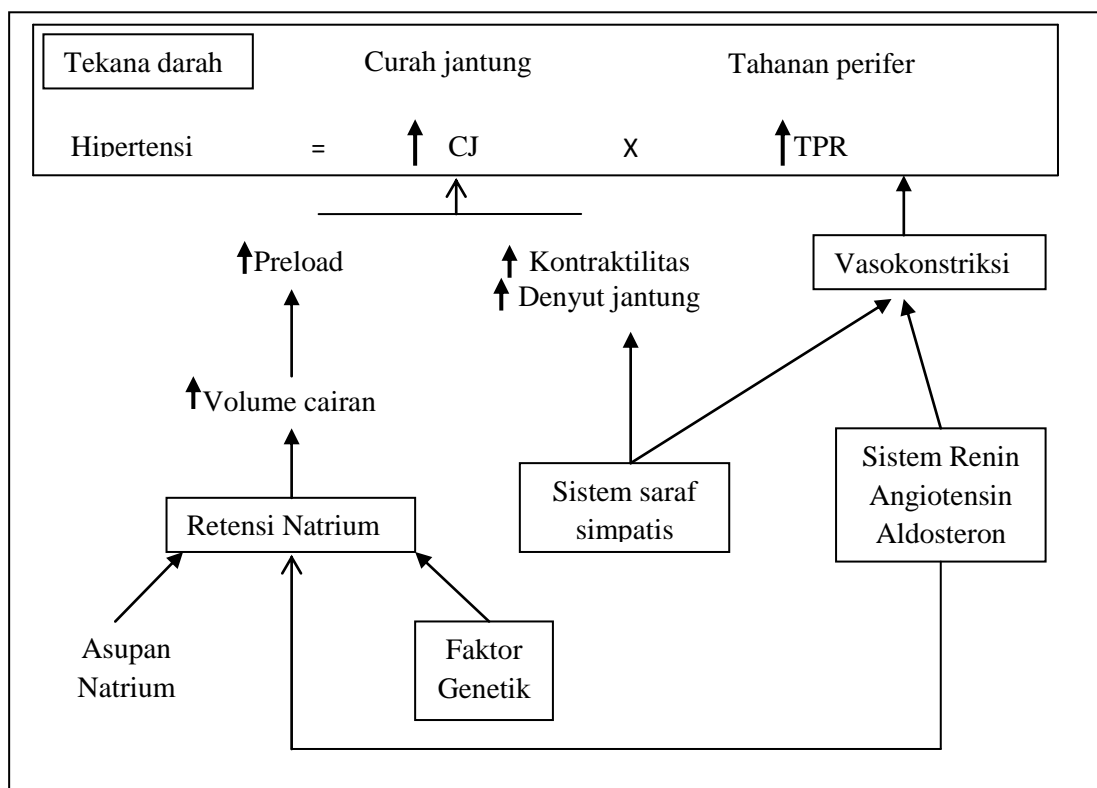 Tekana darah Curah jantung Tahanan perifer
Hipertensi = CJ X TPR
Preload
Kontraktilitas
Denyut jantung
Vasokonstriksi
Volume cairan
Sistem saraf
simpatis
Sistem Renin
Angiotensin
Aldosteron
Retensi Natrium
Asupan
Natrium
Faktor
Genetik